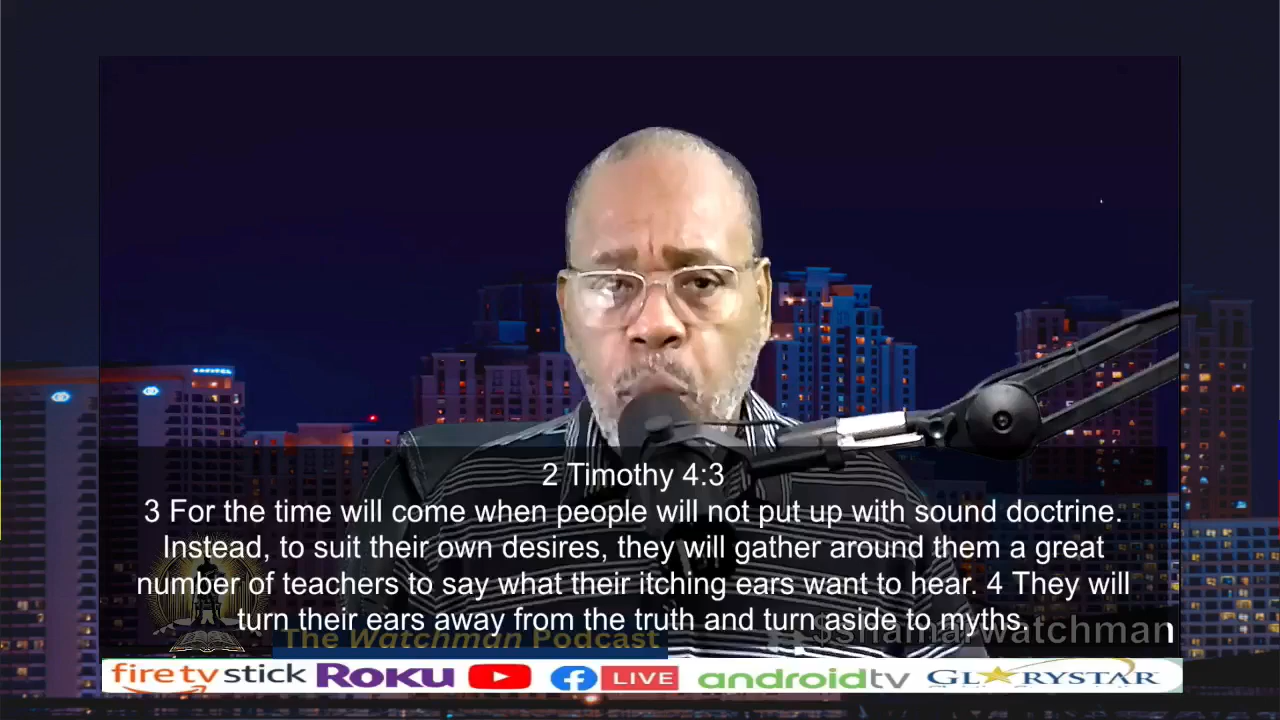 2 Timothy 4:3
3 For the time will come when people will not put up with sound doctrine.
Instead, to suit their own desires, they will gather around them a great
number of teachers to say what their itching ears want to hear. 4 They will
turn their ears away from the truth and turn aside to myths.
The Watchman Podcast
$shamarwatchman
fire tv stick ROKU LIVE androidtv GLORYSTAR